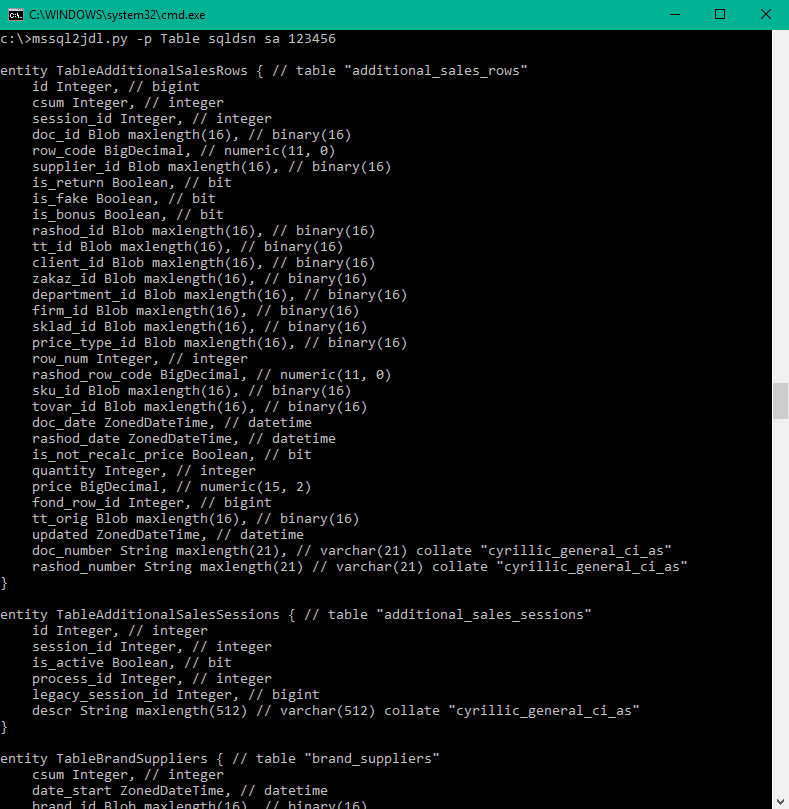 C:\WINDOWS\system32\cmd.exe
c:\>mssql2jdl.py -p Table sqldsn sa 123456
entity TableAdditionalSalesRows { // table "additional_sales_rows"
id Integer, // bigint
csum Integer, // integer
session_id Integer, // integer
doc_id Blob maxlength(16), // binary(16)
row_code BigDecimal, // numeric(11, 0)
supplier_id Blob maxlength(16), // binary(16)
is_return Boolean, // bit
is_fake Boolean, // bit
is_bonus Boolean, // bit
rashod_id Blob maxlength(16), // binary(16)
tt_id Blob maxlength(16), // binary(16)
client_id Blob maxlength(16), // binary(16)
zakaz_id Blob maxlength(16), // binary(16)
department_id Blob maxlength(16), // binary(16)
firm_id Blob maxlength(16), // binary(16)
sklad_id Blob maxlength(16), // binary(16)
price_type_id Blob maxlength(16), // binary(16)
row_num Integer, // integer
rashod_row_code BigDecimal, // numeric(11, 0)
sku_id Blob maxlength(16), // binary(16)
tovar_id Blob maxlength(16), // binary(16)
doc_date ZonedDateTime, // datetime
rashod_date ZonedDateTime, // datetime
is_not_recalc_price Boolean, // bit
quantity Integer, // integer
price BigDecimal, // numeric(15, 2)
fond_row_id Integer, // bigint
tt_orig Blob maxlength(16), // binary(16)
updated ZonedDateTime, // datetime
doc_number String maxlength(21), // varchar(21) collate "cyrillic_general_ci_as"
rashod_number String maxlength(21) // varchar(21) collate "cyrillic_general_ci_as"
}
entity TableAdditionalSalesSessions { // table "additional_sales_sessions"
id Integer, // integer
session_id Integer, // integer
is_active Boolean, // bit
process_id Integer, // integer
legacy_session_id Integer, // bigint
descr String maxlength(512) // varchar(512) collate "cyrillic_general_ci_as"
}
entity TableBrandSuppliers { // table "brand_suppliers"
csum Integer, // integer
date_start ZonedDateTime, // datetime
brand_id Blob maxlength(16), // binary(16)